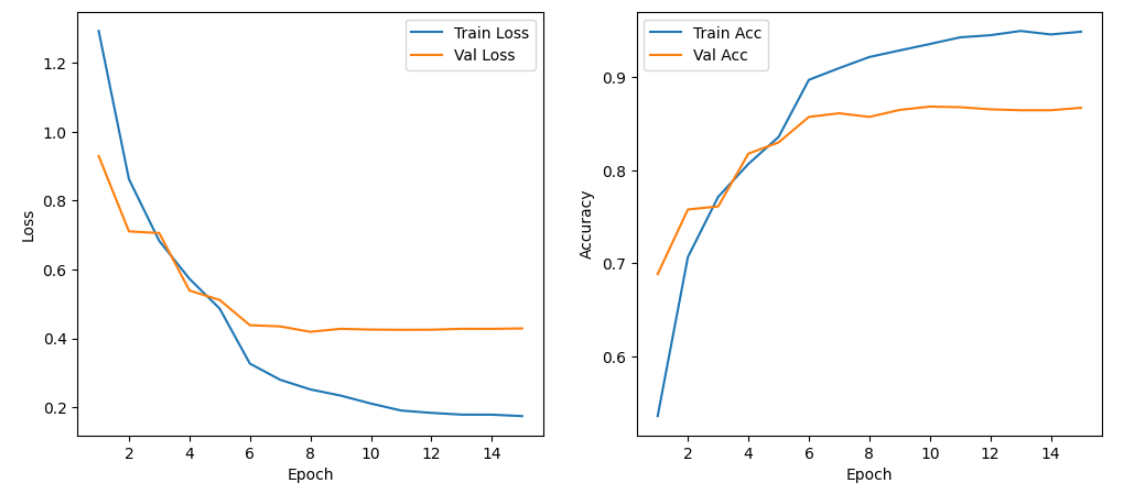 Train Loss
Val Loss
1.2
1.0
0.8
0.6
0.4
0.2
Loss
2 4 6 8 10 12 14
Epoch
Train Acc
Val Acc
0.9
0.8
0.7
0.6
Accuracy
2 4 6 8 10 12 14
Epoch